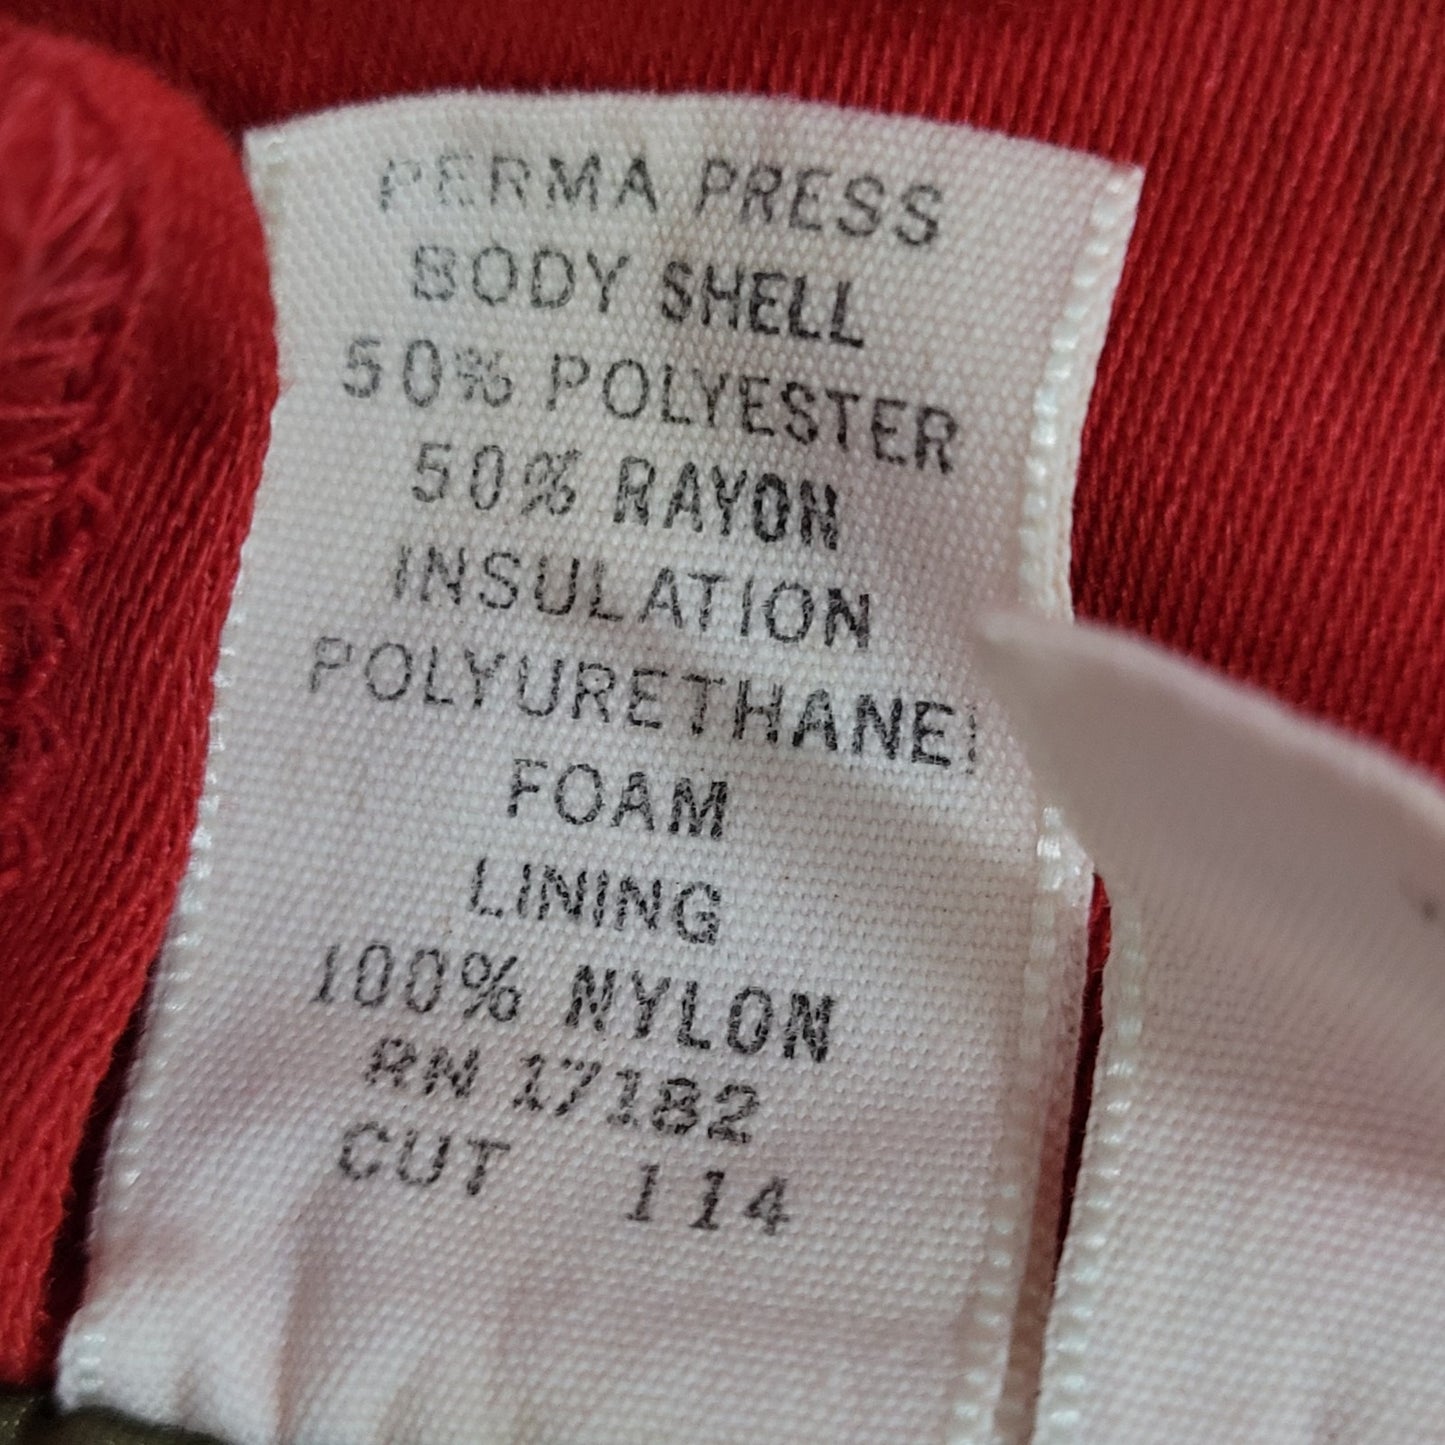 PERMA PRESS
BODY SHELL
50% POLYESTER
50% RAYON
INSULATION
POLYURETHANE
FOAM
LINING
100% NYLON
RN 17182
CUT 114